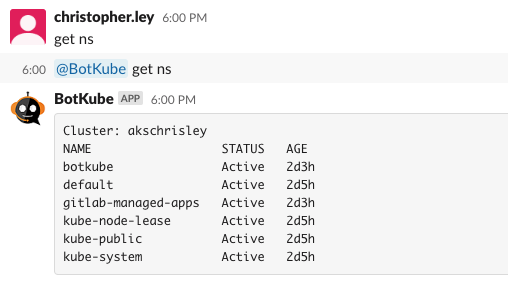 christopher.ley 6:00 PM
get ns
6:00 @BotKube get ns
BotKube APP 6:00 PM
Cluster: akschrisley
NAME STATUS AGE
botkube Active 2d3h
default Active 2d5h
gitlab-managed-apps Active 2d3h
kube-node-lease Active 2d5h
kube-public Active 2d5h
kube-system Active 2d5h